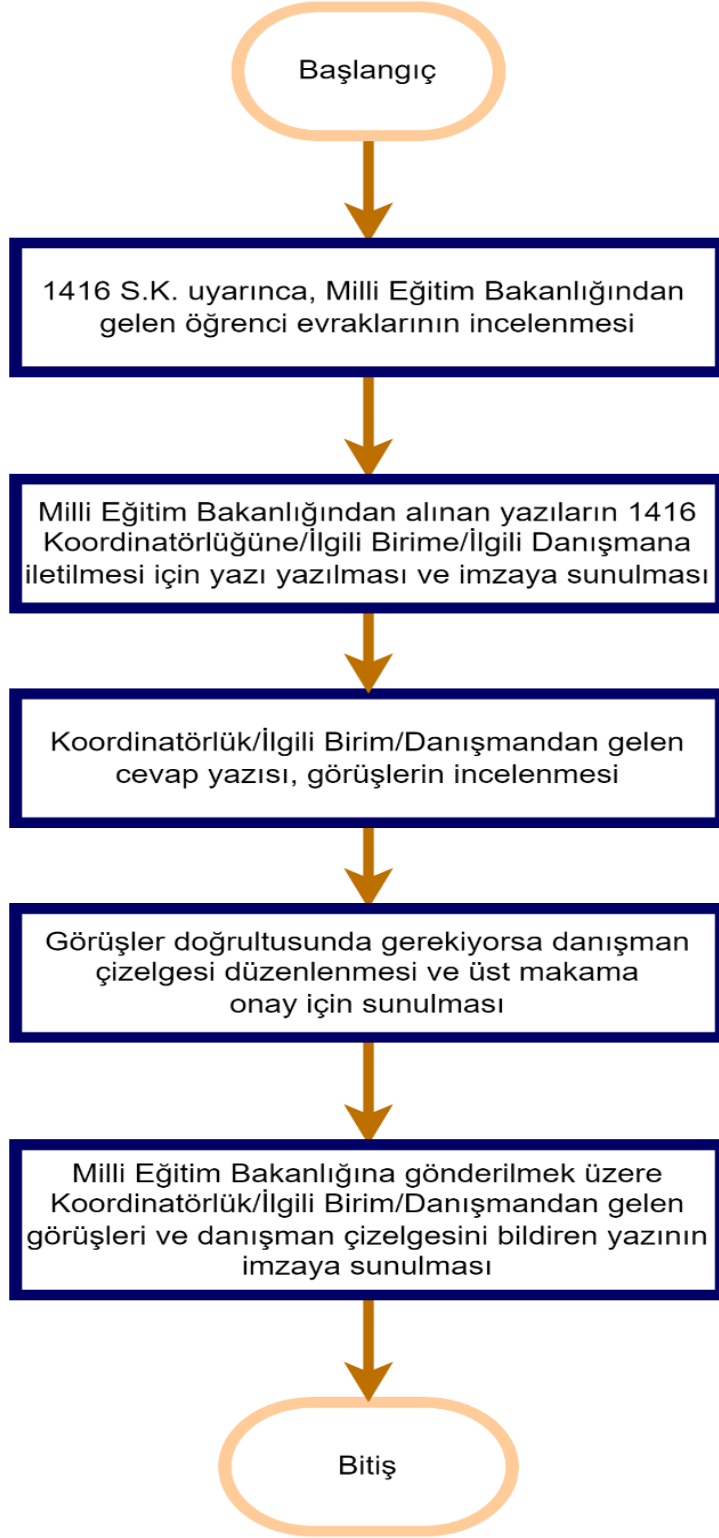 Başlangıç
1416 S.K. uyarınca, Milli Eğitim Bakanlığından
gelen öğrenci evraklarının incelenmesi
Milli Eğitim Bakanlığından alınan yazıların 1416
Koordinatörlüğüne/İlgili Birime/İlgili Danışmana
iletilmesi için yazı yazılması ve imzaya sunulması
Koordinatörlük/İlgili Birim/Danışmandan gelen
cevap yazısı, görüşlerin incelenmesi
Görüşler doğrultusunda gerekiyorsa danışman
çizelgesi düzenlenmesi ve üst makama
onay için sunulması
Milli Eğitim Bakanlığına gönderilmek üzere
Koordinatörlük/İlgili Birim/Danışmandan gelen
görüşleri ve danışman çizelgesini bildiren yazının
imzaya sunulması
Bitiş